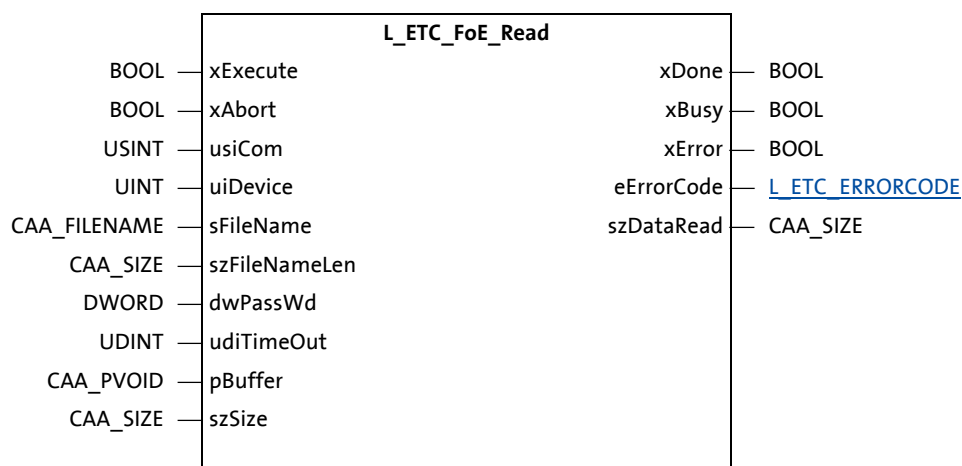 L_ETC_FoE_Read
BOOL xExecute xDone BOOL
BOOL xAbort xBusy BOOL
USINT usiCom xError BOOL
UINT uiDevice eErrorCode L_ETC_ERRORCODE
CAA_FILENAME sFileName szDataRead CAA_SIZE
CAA_SIZE szFileNameLen
DWORD dwPassWd
UDINT udiTimeOut
CAA_PVOID pBuffer
CAA_SIZE szSize